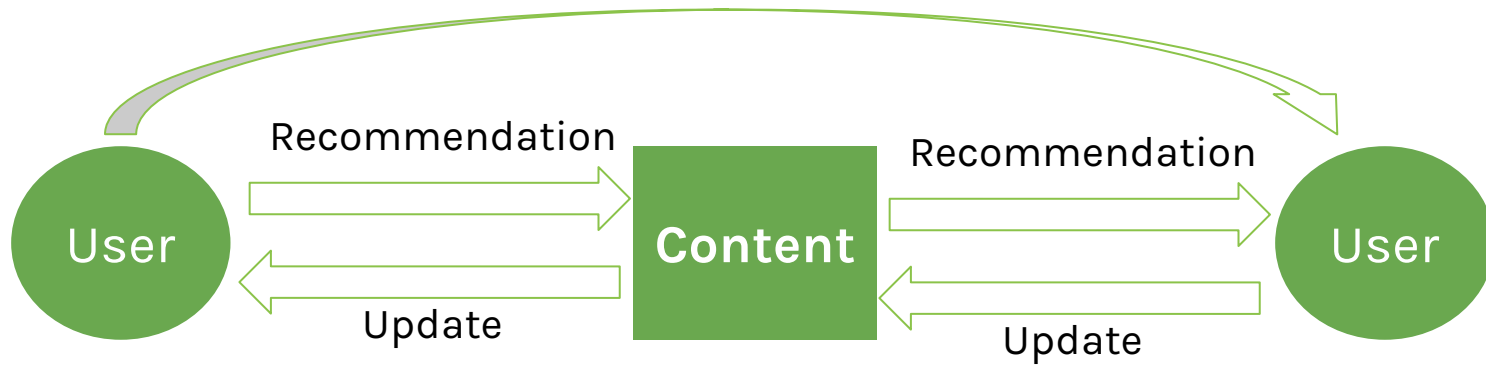 Recommendation
Recommendation
User
Content
User
Update
Update